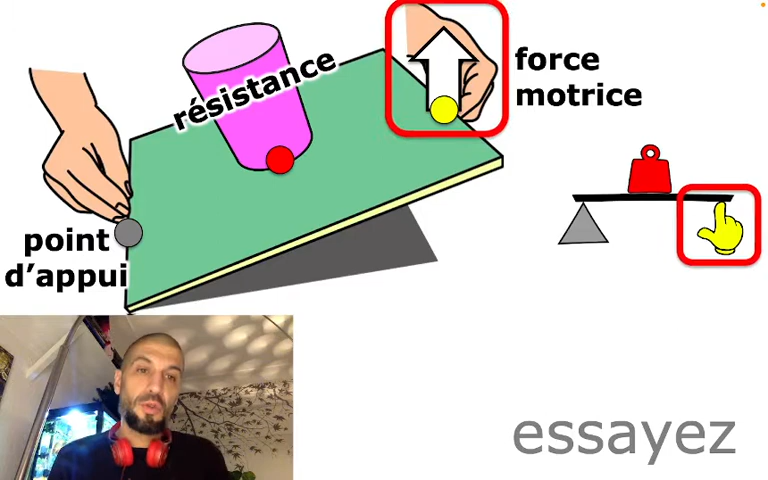 résistance
force
motrice
point
d'appui
essayez